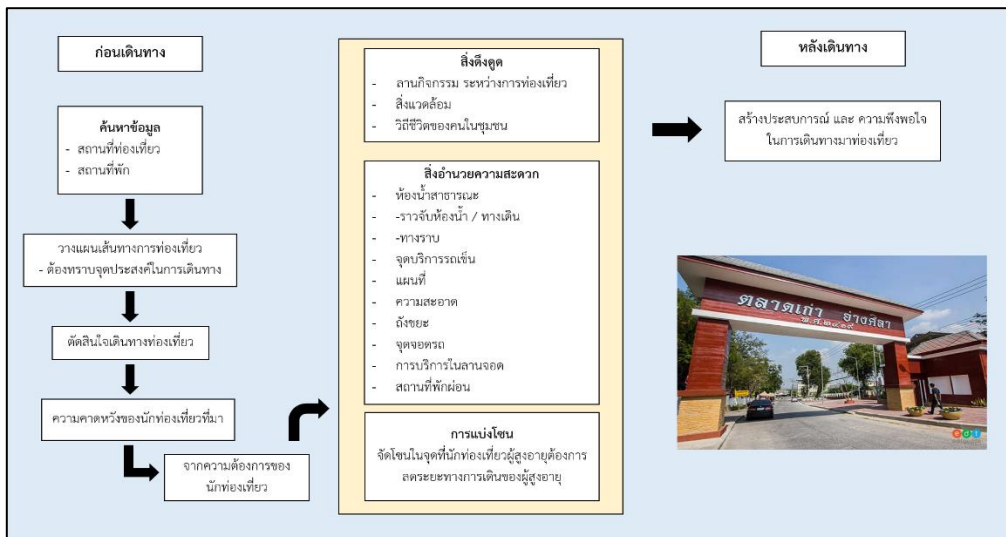 ก่อนเดินทาง
ค้นหาข้อมูล
- สถานที่ท่องเที่ยว
- สถานที่พัก
วางแผนเส้นทางการท่องเที่ยว
- ต้องทราบจุดประสงค์ในการเดินทาง
ตัดสินใจเดินทางท่องเที่ยว
ความคาดหวังของนักท่องเที่ยวที่มา
จากความต้องการของ
นักท่องเที่ยว
สิ่งดึงดูด
- ลานกิจกรรม ระหว่างการท่องเที่ยว
- สิ่งแวดล้อม
- วิถีชีวิตของคนในชุมชน
สิ่งอำนวยความสะดวก
- ห้องน้ำสาธารณะ
- -ราวจับห้องน้ำ / ทางเดิน
- -ทางราบ
- จุดบริการรถเข็น
- แผนที่
- ความสะอาด
- ถังขยะ
- จุดจอดรถ
- การบริการในลานจอด
- สถานที่พักผ่อน
การแบ่งโซน
จัดโซนในจุดที่นักท่องเที่ยวผู้สูงอายุต้องการ
ลดระยะทางการเดินของผู้สูงอายุ
หลังเดินทาง
สร้างประสบการณ์ และ ความพึงพอใจ
ในการเดินทางมาท่องเที่ยว
ตลาดเก่า อ่างศิลา
พ.ศ.๒๔๑๙